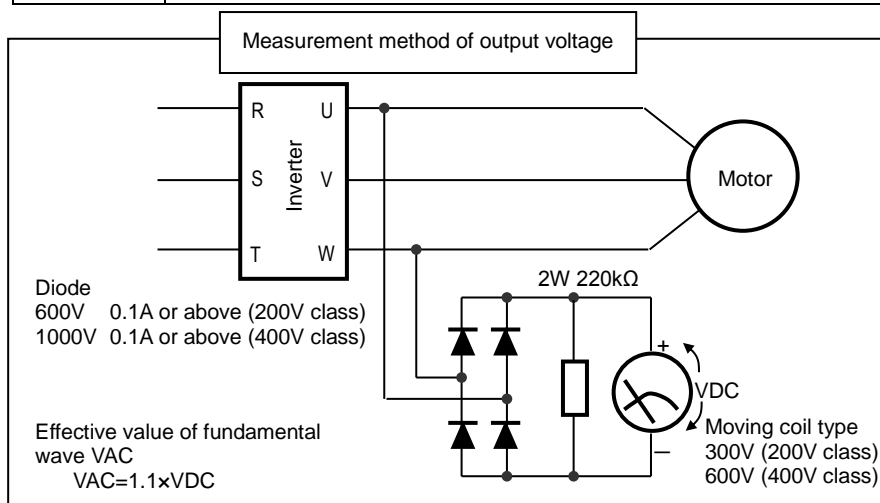 Measurement method of output voltage
R U
S V
T W
Inverter
Motor
Diode
600V 0.1A or above (200V class)
1000V 0.1A or above (400V class)
2W 220kΩ
+
VDC
Effective value of fundamental
wave VAC
VAC=1.1×VDC
Moving coil type
– 300V (200V class)
600V (400V class)